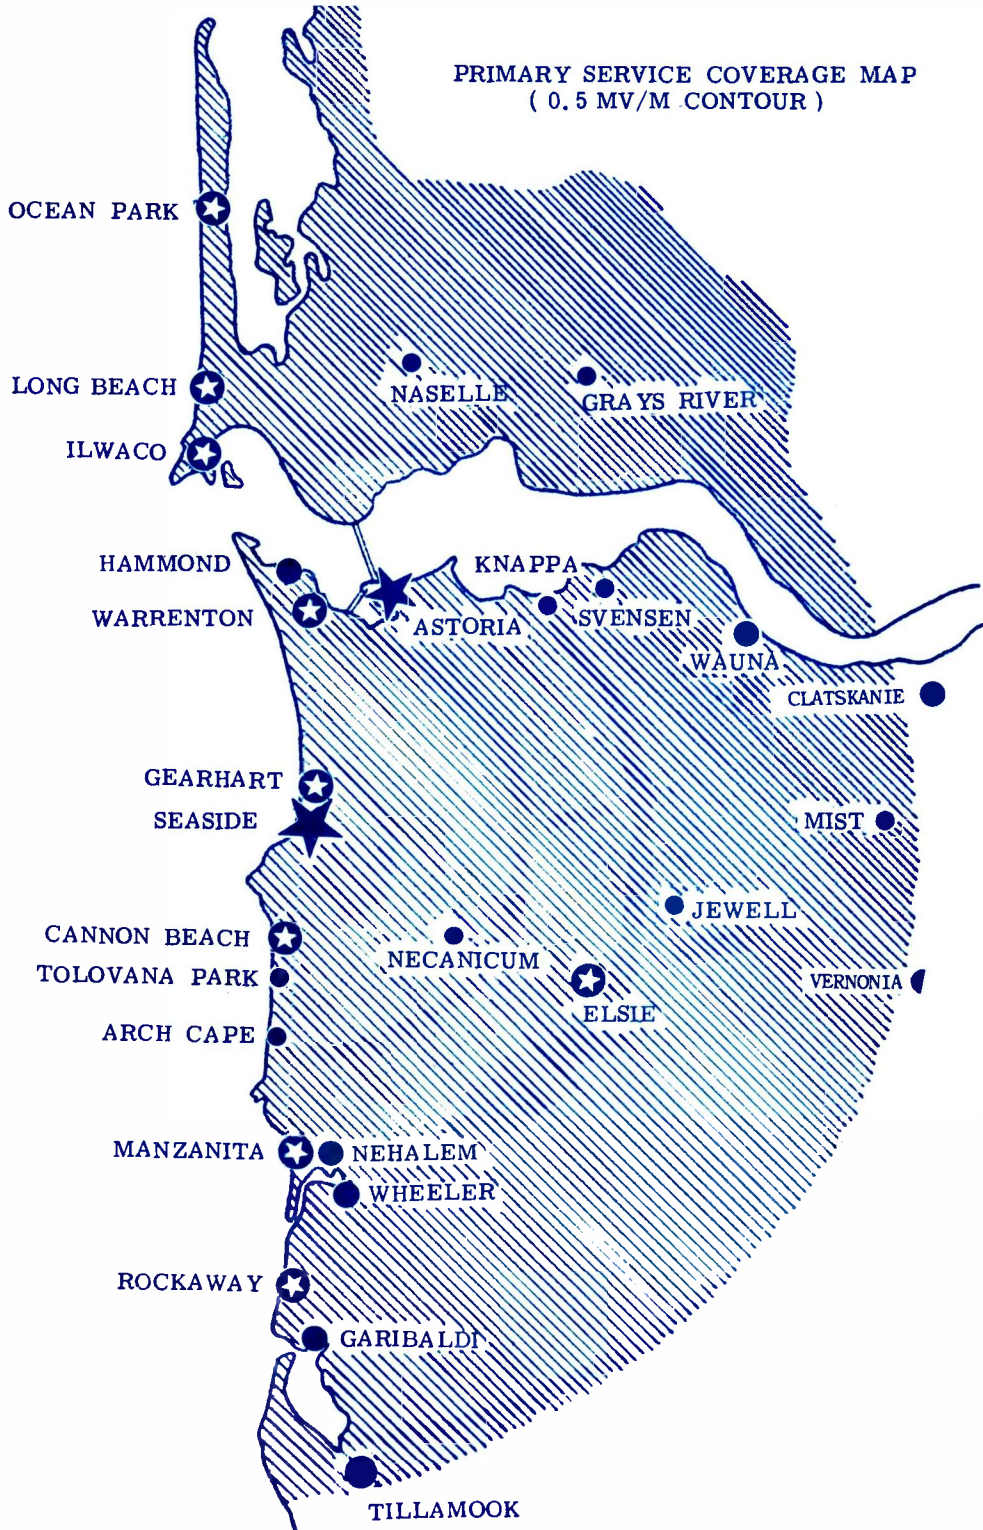 PRIMARY SERVICE COVERAGE MAP
( 0.5 MV/M CONTOUR )
OCEAN PARK
LONG BEACH
NASELLE
GRAYS RIVER
ILWACO
HAMMOND
KNAPPA
WARRENTON
ASTORIA
SVENSEN
WAUNA
CLATSKANIE
GEARHART
SEASIDE
MIST
JEWELL
CANNON BEACH
NECANICUM
TOLOVANA PARK
VERNONIA
ELSIE
ARCH CAPE
MANZANITA
NEHALEM
WHEELER
ROCKAWAY
GARIBALDI
TILLAMOOK